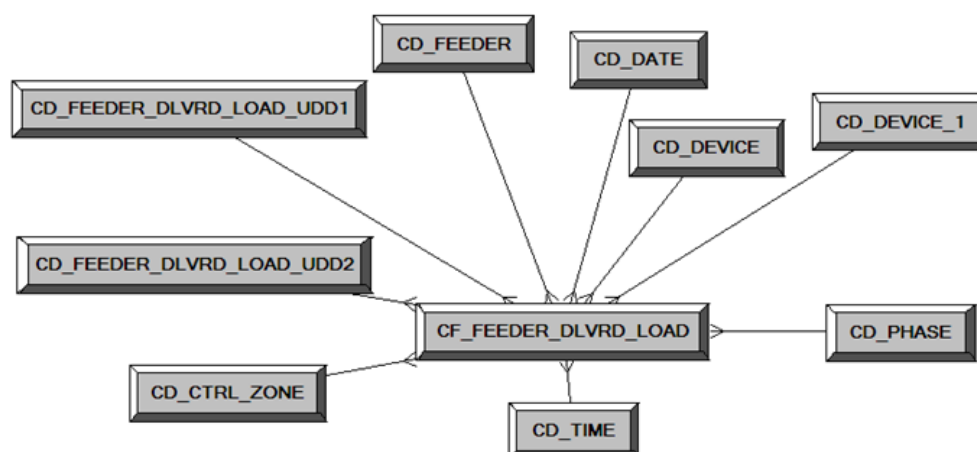 CD_FEEDER
CD_DATE
CD_FEEDER_DLVRD_LOAD_UDD1
CD_DEVICE_1
CD_DEVICE
CD_FEEDER_DLVRD_LOAD_UDD2
CF_FEEDER_DLVRD_LOAD
CD_PHASE
CD_CTRL_ZONE
CD_TIME